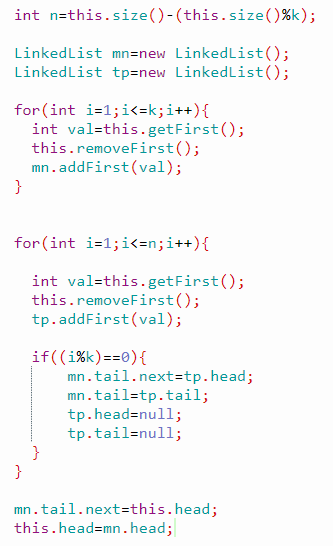 int n=this.size()-(this.size()%k);
LinkedList mn=new LinkedList();
LinkedList tp=new LinkedList();
for(int i=1;i<=k;i++){
int val=this.getFirst();
this.removeFirst();
mn.addFirst(val);
}
for(int i=1;i<=n;i++){
int val=this.getFirst();
this.removeFirst();
tp.addFirst(val);
if((i%k)==0){
mn.tail.next=tp.head;
mn.tail=tp.tail;
tp.head=null;
tp.tail=null;
}
}
mn.tail.next=this.head;
this.head=mn.head;